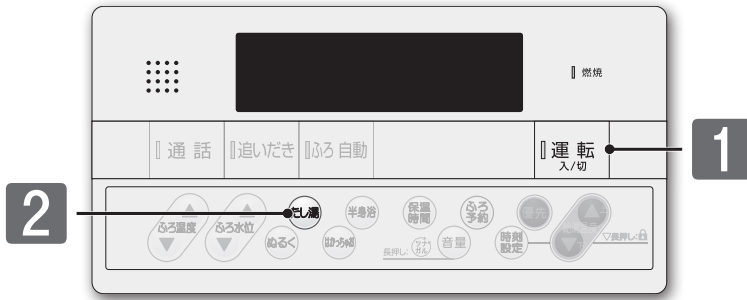 燃焼
通話
追いだき
ふろ自動
運転
入/切
1
2
たし湯
半身浴
保温
時間
ふろ
予約
優先
ふろ温度
ふろ水位
ぬるく
音量
時刻
設定
長押し:
▽長押し: